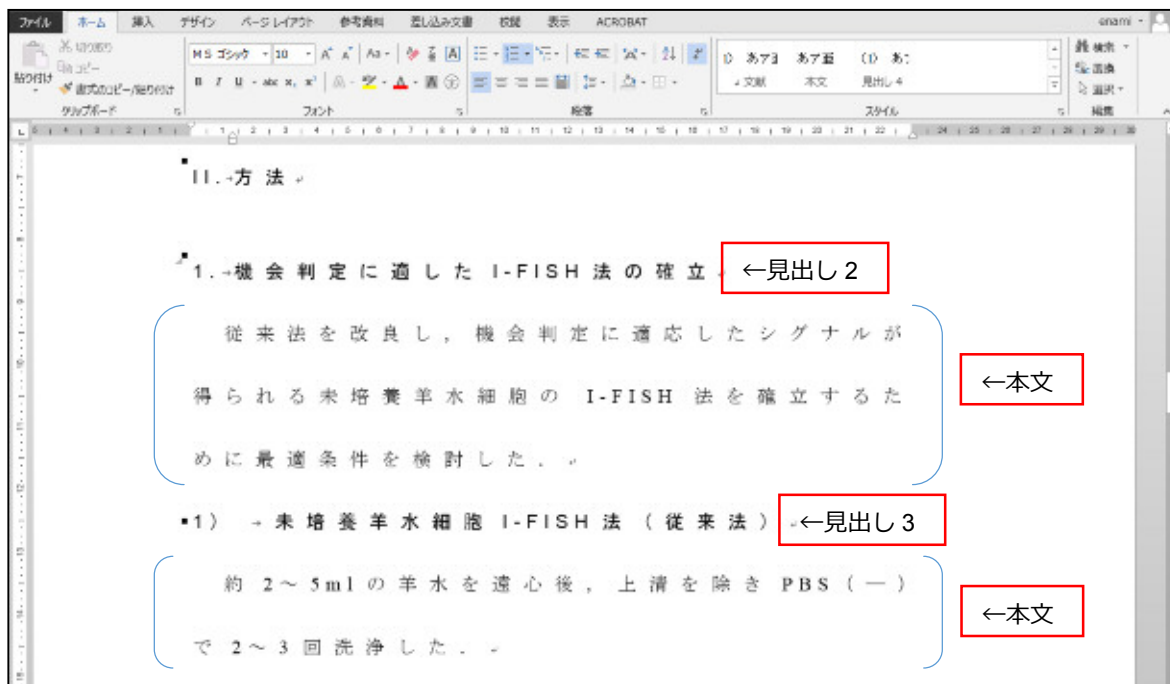 ファイル ホーム 挿入 デザイン ページ レイアウト 参考資料 差し込み文書 校閲 表示 ACROBAT enami
切り取り
コピー
貼り付け
書式のコピー/貼り付け
MS ゴシック 10
B I U abc x₂ x²
1) あアヨ あア亜
文献 本文 見出し 4
検索
置換
選択
クリップボード フォント 段落 スタイル 編集
II. 方法
1. 機会判定に適した I-FISH 法の確立 ←見出し 2
従来法を改良し，機会判定に適応したシグナルが
得られる未培養羊水細胞の I-FISH 法を確立するた
めに最適条件を検討した．
←本文
1) 未培養羊水細胞 I-FISH 法（従来法） ←見出し 3
約 2～5ml の羊水を遠心後，上清を除き PBS（―）
で 2～3 回洗浄した．
←本文